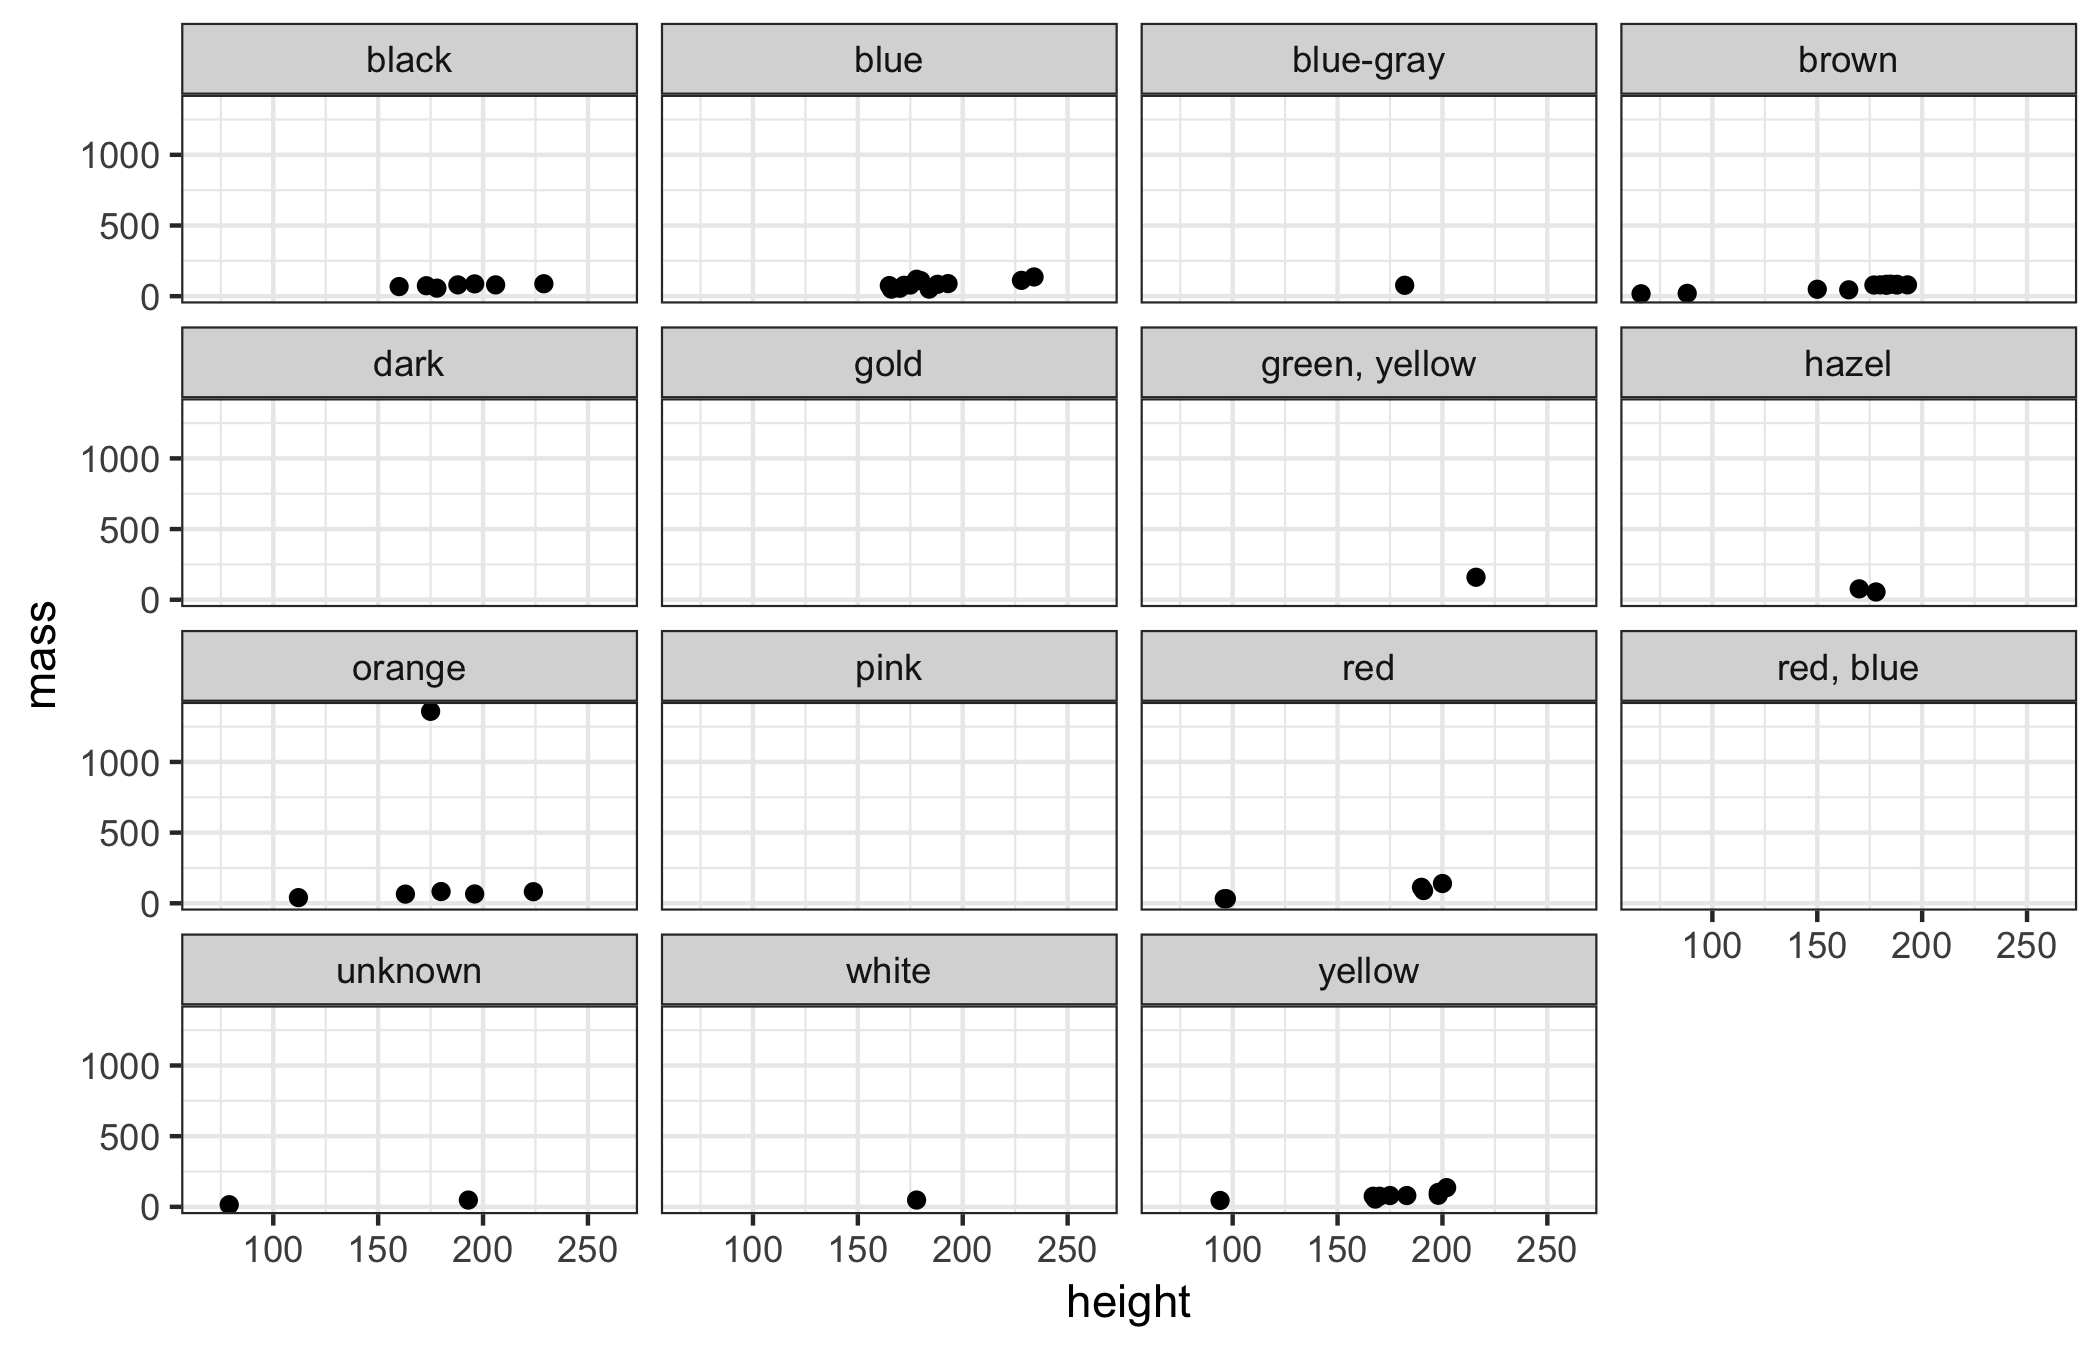 black
blue
blue-gray
brown
1000
500
0
dark
gold
green, yellow
hazel
1000
500
0
orange
pink
red
red, blue
1000
500
0
100 150 200 250
unknown
white
yellow
1000
500
0
100 150 200 250
100 150 200 250
100 150 200 250
height
mass